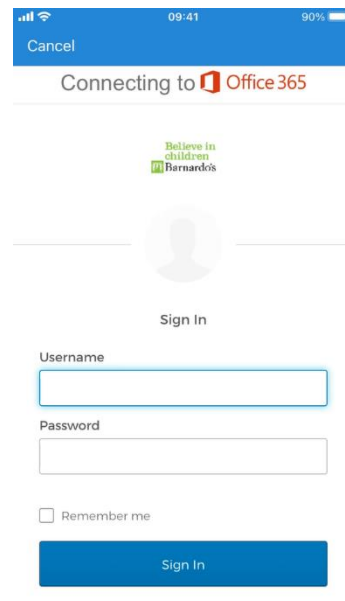 09:41
90%
Cancel
Connecting to Office 365
Believe in
children
Barnardo's
Sign In
Username
Password
Remember me
Sign In